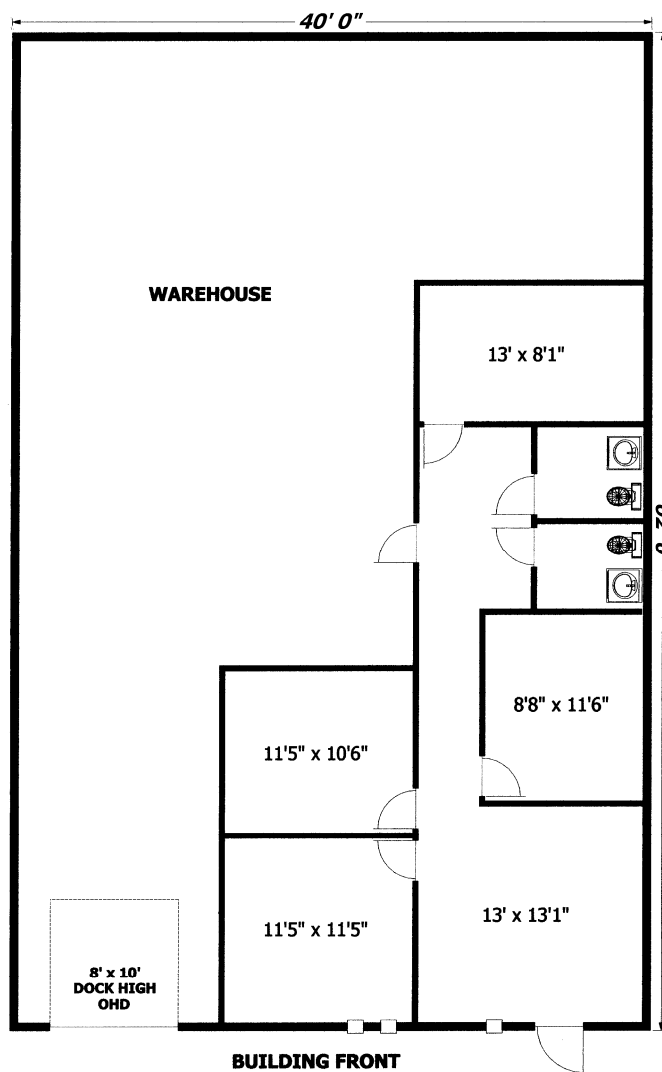 40' 0"
WAREHOUSE
13' x 8'1"
8'8" x 11'6"
11'5" x 10'6"
13' x 13'1"
11'5" x 11'5"
8' x 10'
DOCK HIGH
OHD
BUILDING FRONT